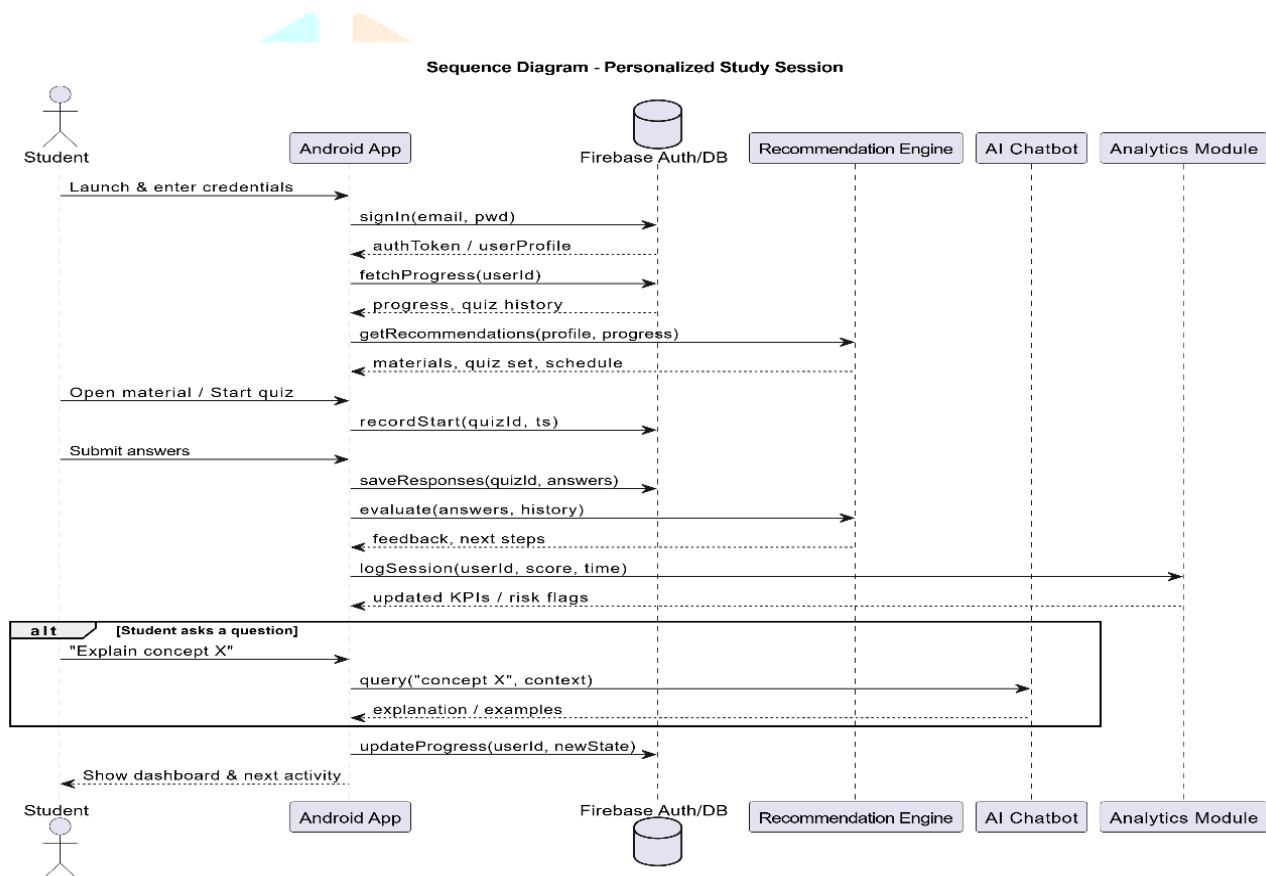 Sequence Diagram - Personalized Study Session
Student
Android App
Firebase Auth/DB
Recommendation Engine
AI Chatbot
Analytics Module
Launch & enter credentials
signIn(email, pwd)
authToken / userProfile
fetchProgress(userId)
progress, quiz history
getRecommendations(profile, progress)
materials, quiz set, schedule
Open material / Start quiz
recordStart(quizId, ts)
Submit answers
saveResponses(quizId, answers)
evaluate(answers, history)
feedback, next steps
logSession(userId, score, time)
updated KPIs / risk flags
alt [Student asks a question]
"Explain concept X"
query("concept X", context)
explanation / examples
updateProgress(userId, newState)
Show dashboard & next activity
Student
Android App
Firebase Auth/DB
Recommendation Engine
AI Chatbot
Analytics Module